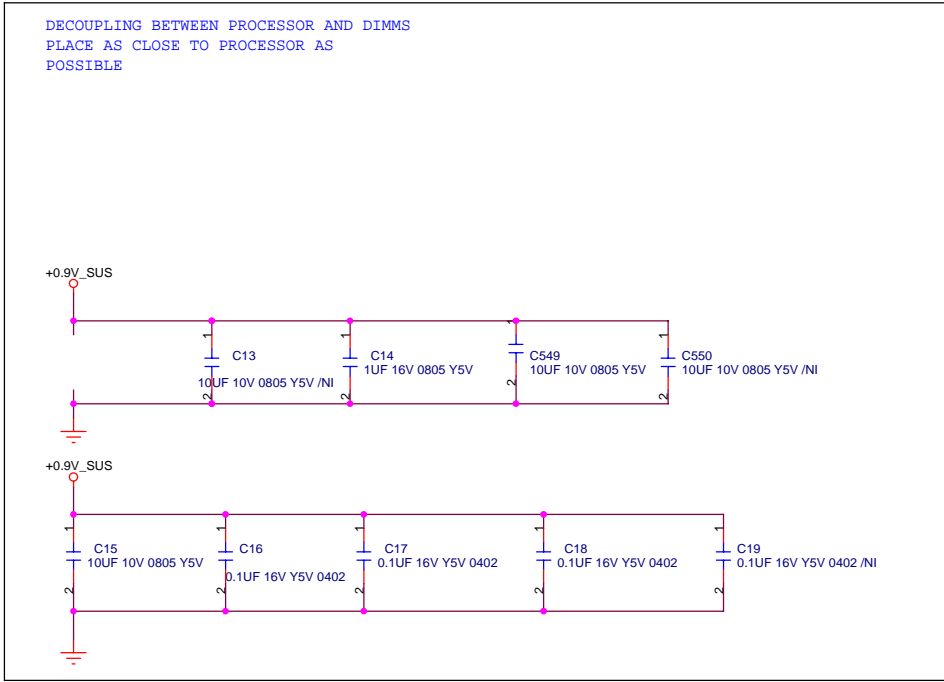 DECOUPLING BETWEEN PROCESSOR AND DIMMS
PLACE AS CLOSE TO PROCESSOR AS
POSSIBLE
+0.9V_SUS
1
1
1
1
C13
10UF 10V 0805 Y5V /NI
C14
1UF 16V 0805 Y5V
C549
10UF 10V 0805 Y5V
C550
10UF 10V 0805 Y5V /NI
2
2
2
2
+0.9V_SUS
1
1
1
1
1
C15
10UF 10V 0805 Y5V
C16
0.1UF 16V Y5V 0402
C17
0.1UF 16V Y5V 0402
C18
0.1UF 16V Y5V 0402
C19
0.1UF 16V Y5V 0402 /NI
2
2
2
2
2